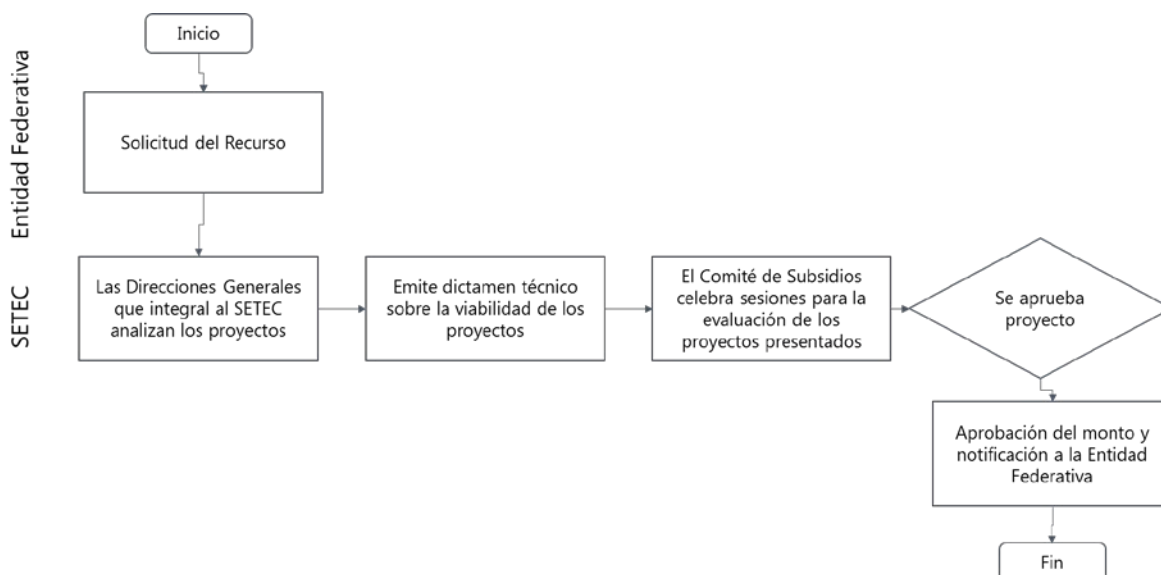 Entidad Federativa
Inicio
Solicitud del Recurso
SETEC
Las Direcciones Generales
que integral al SETEC
analizan los proyectos
Emite dictamen técnico
sobre la viabilidad de los
proyectos
El Comité de Subsidios
celebra sesiones para la
evaluación de los
proyectos presentados
Se aprueba
proyecto
Aprobación del monto y
notificación a la Entidad
Federativa
Fin